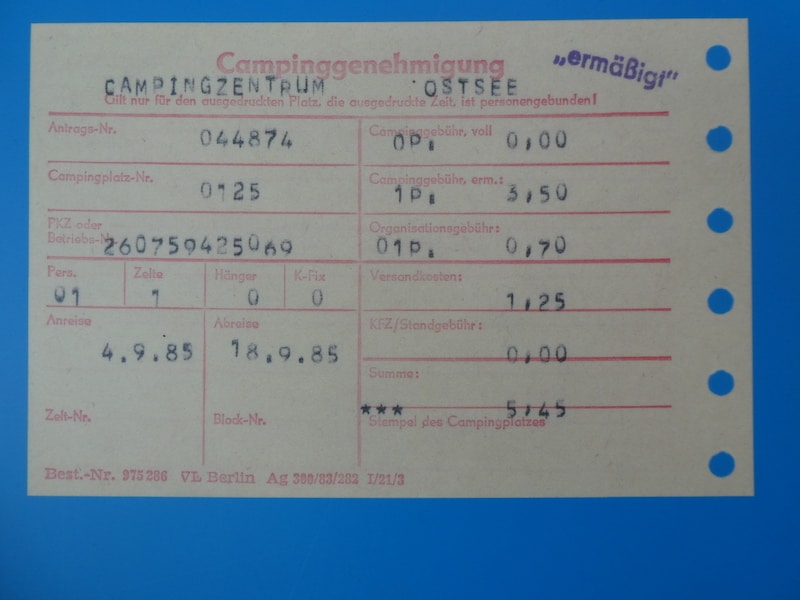 Campinggenehmigung
„ermäßigt“
CAMPINGZENTRUM OSTSEE
Gilt nur für den ausgedruckten Platz, die ausgedruckte Zeit, ist personengebunden!
Antrags-Nr. 044874
Campinggebühr, voll 0P. 0,00
Campingplatz-Nr. 0125
Campinggebühr, erm.: 1P. 3,50
PKZ oder
Betriebs-Nr. 260759425069
Organisationsgebühr: 01P. 0,70
Pers. Zelte Hänger K-Fix
01 1 0 0
Versandkosten: 1,25
Anreise 4.9.85
Abreise 18.9.85
KFZ/Standgebühr: 0,00
Summe: *** 5,45
Zelt-Nr.
Block-Nr.
Stempel des Campingplatzes
Best.-Nr. 975286 VL Berlin Ag 380/83/282 I/21/3